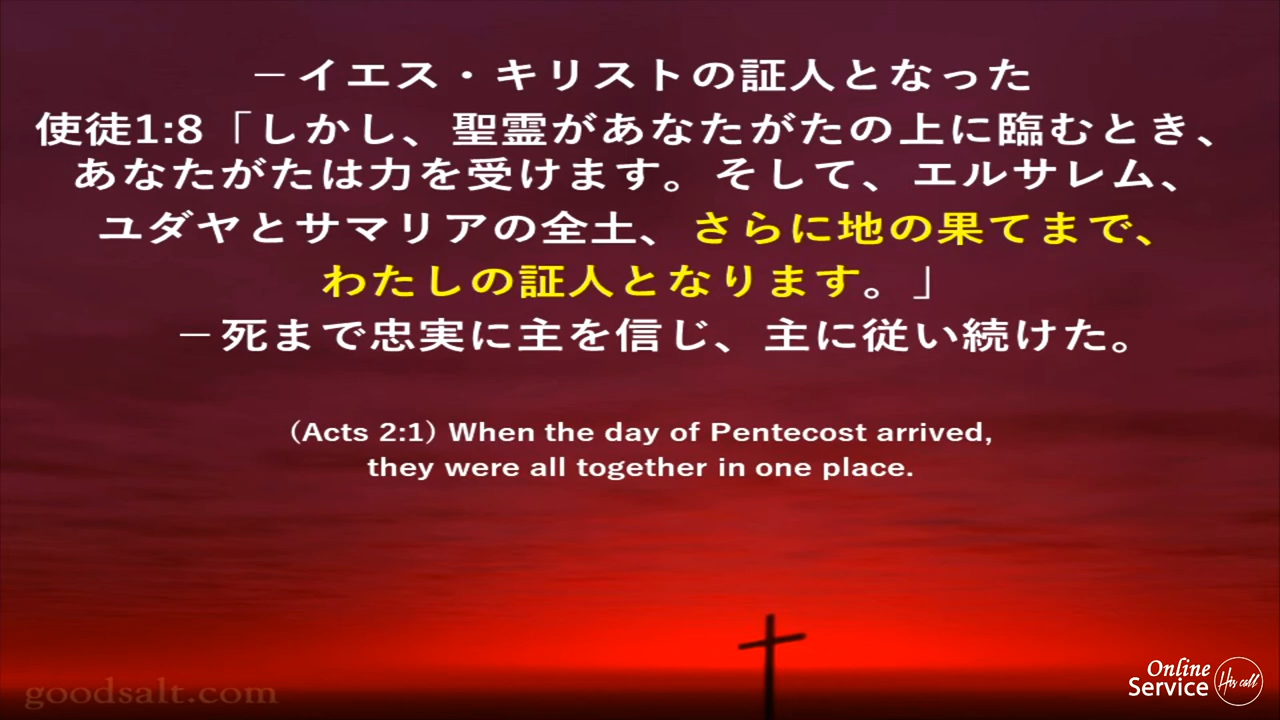 －イエス・キリストの証人となった
使徒1:8「しかし、聖霊があなたがたの上に臨むとき、
あなたがたは力を受けます。そして、エルサレム、
ユダヤとサマリアの全土、さらに地の果てまで、
わたしの証人となります。」
－死まで忠実に主を信じ、主に従い続けた。
(Acts 2:1) When the day of Pentecost arrived,
they were all together in one place.
goodsalt.com
Online
Service
His call